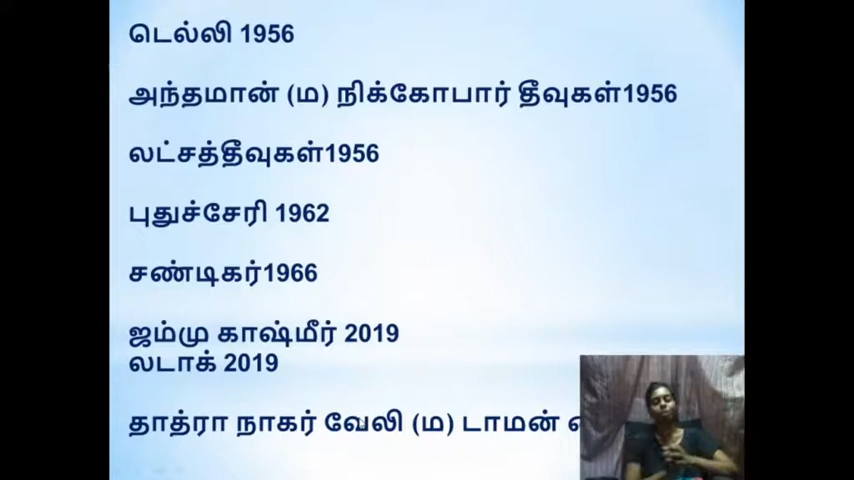 டெல்லி 1956
அந்தமான் (ம) நிக்கோபார் தீவுகள்1956
லட்சத்தீவுகள்1956
புதுச்சேரி 1962
சண்டிகர்1966
ஜம்மு காஷ்மீர் 2019
லடாக் 2019
தாத்ரா நாகர் வேலி (ம) டாமன்